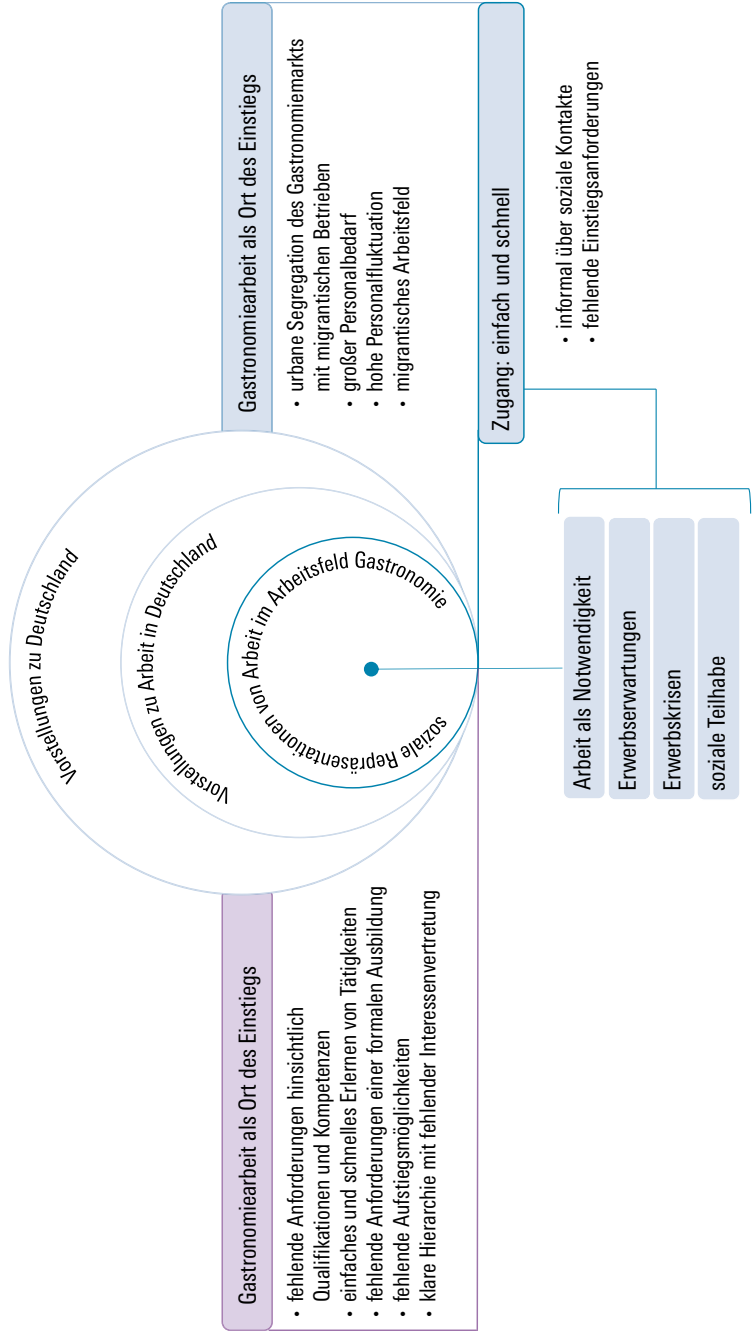 Vorstellungen zu Deutschland
Vorstellungen zu Arbeit in Deutschland
soziale Repräsentationen von Arbeit im Arbeitsfeld Gastronomie
Gastronomiearbeit als Ort des Einstiegs
• fehlende Anforderungen hinsichtlich
Qualifikationen und Kompetenzen
• einfaches und schnelles Erlernen von Tätigkeiten
• fehlende Anforderungen einer formalen Ausbildung
• fehlende Aufstiegsmöglichkeiten
• klare Hierarchie mit fehlender Interessenvertretung
Gastronomiearbeit als Ort des Einstiegs
• urbane Segregation des Gastronomiemarkts
mit migrantischen Betrieben
• großer Personalbedarf
• hohe Personalfluktuation
• migrantisches Arbeitsfeld
Zugang: einfach und schnell
• informal über soziale Kontakte
• fehlende Einstiegsanforderungen
Arbeit als Notwendigkeit
Erwerbserwartungen
Erwerbskrisen
soziale Teilhabe